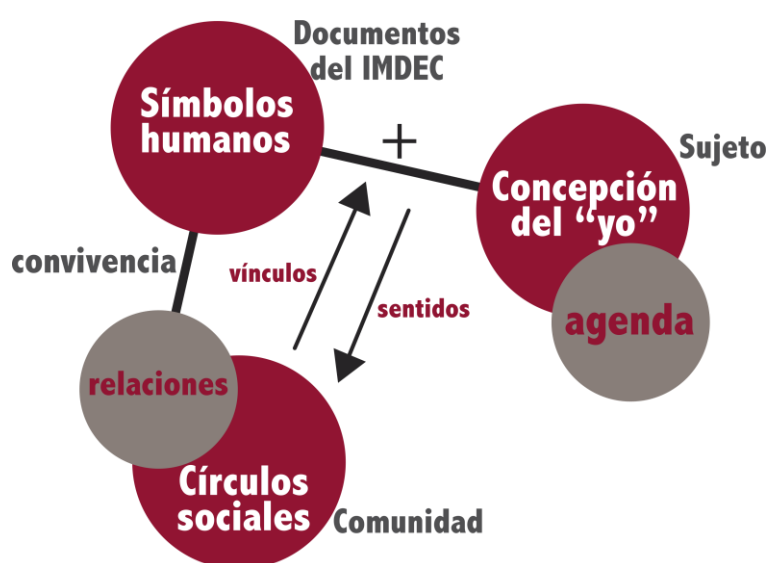 Documentos
del IMDEC
Símbolos
humanos
+
Sujeto
Concepción
del “yo”
convivencia
vínculos
sentidos
agenda
relaciones
Círculos
sociales
Comunidad